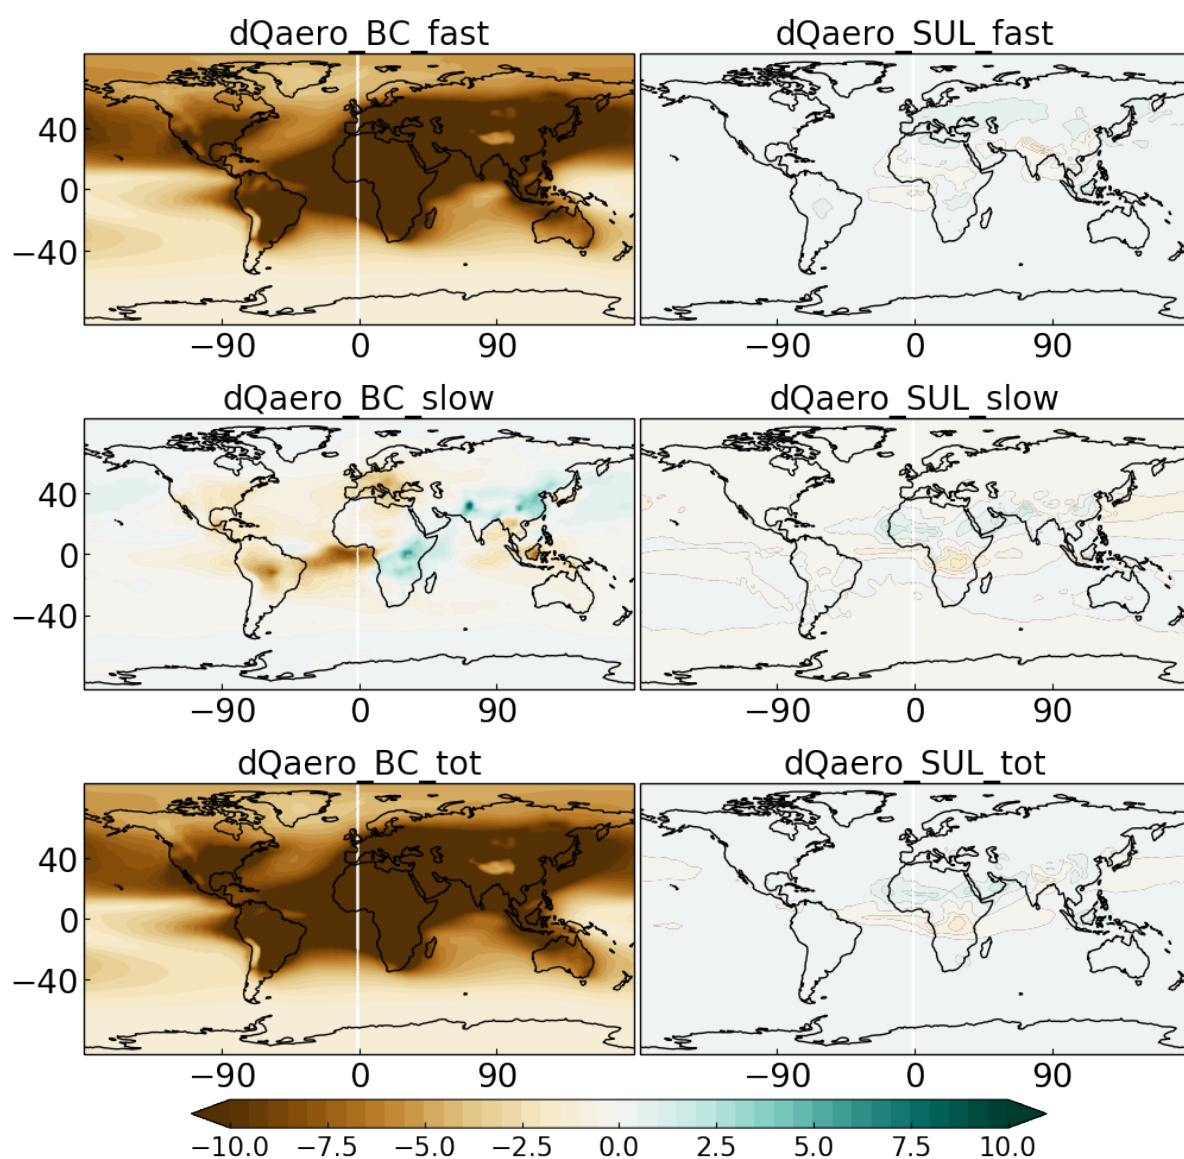 dQaero_BC_fast dQaero_SUL_fast
40
0
−40
−90 0 90 −90 0 90
dQaero_BC_slow dQaero_SUL_slow
40
0
−40
−90 0 90 −90 0 90
dQaero_BC_tot dQaero_SUL_tot
40
0
−40
−90 0 90 −90 0 90
−10.0 −7.5 −5.0 −2.5 0.0 2.5 5.0 7.5 10.0